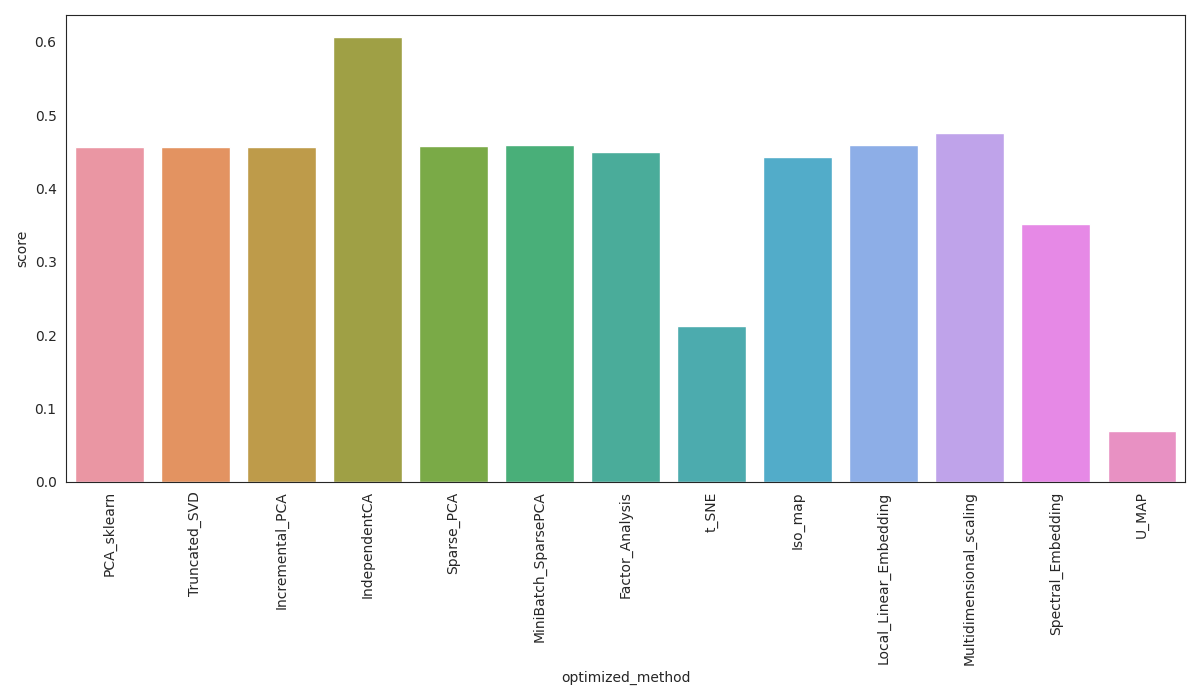 0.6
0.5
0.4
0.3
0.2
0.1
0.0
score
PCA_sklearn
Truncated_SVD
Incremental_PCA
IndependentCA
Sparse_PCA
MiniBatch_SparsePCA
Factor_Analysis
t_SNE
Iso_map
Local_Linear_Embedding
Multidimensional_scaling
Spectral_Embedding
U_MAP
optimized_method